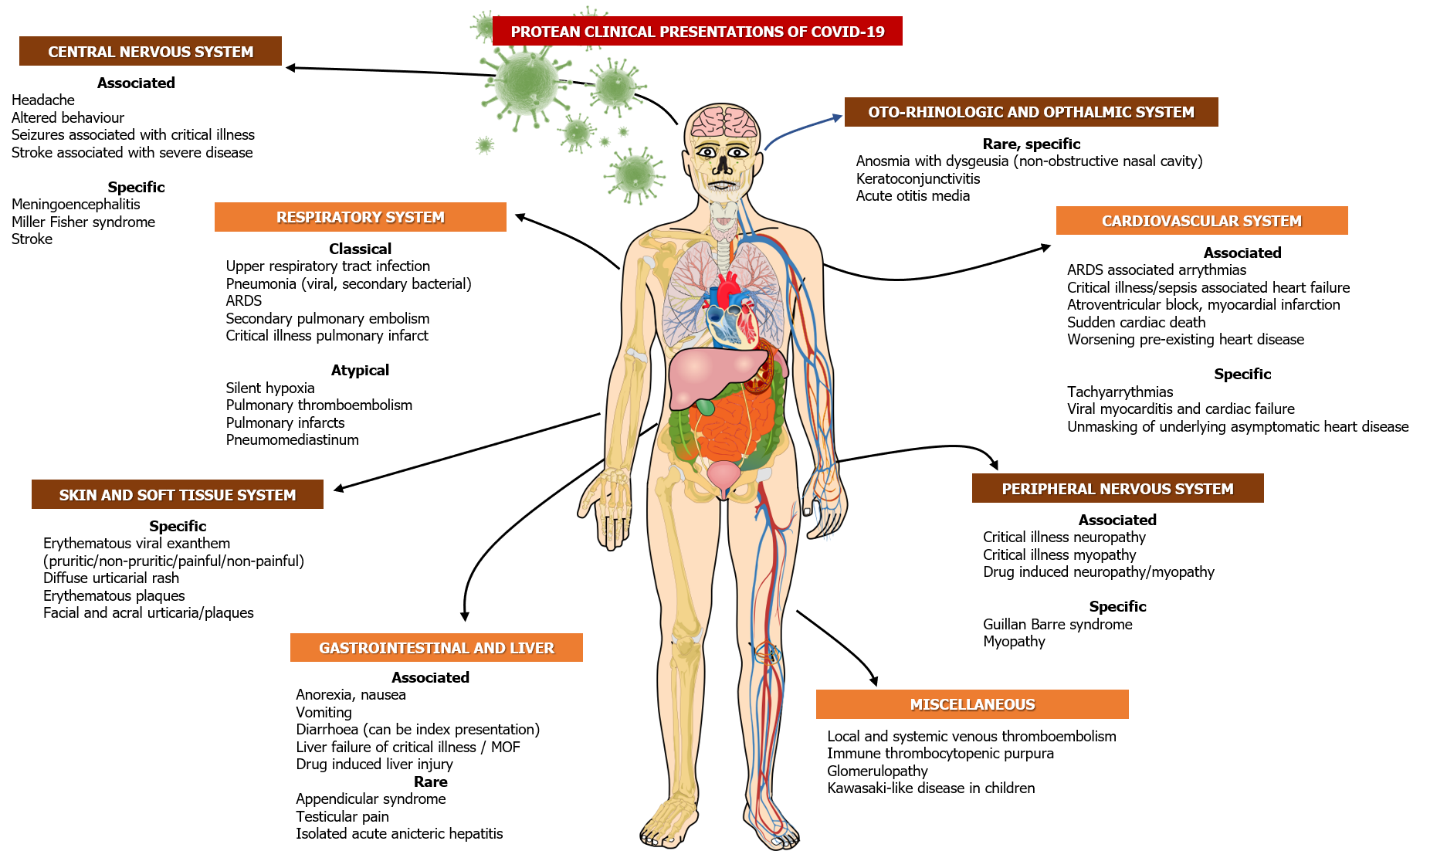 PROTEAN CLINICAL PRESENTATIONS OF COVID-19
CENTRAL NERVOUS SYSTEM
Associated
Headache
Altered behaviour
Seizures associated with critical illness
Stroke associated with severe disease
Specific
Meningoencephalitis
Miller Fisher syndrome
Stroke
OTO-RHINOLOGIC AND OPTHALMIC SYSTEM
Rare, specific
Anosmia with dysgeusia (non-obstructive nasal cavity)
Keratoconjunctivitis
Acute otitis media
RESPIRATORY SYSTEM
Classical
Upper respiratory tract infection
Pneumonia (viral, secondary bacterial)
ARDS
Secondary pulmonary embolism
Critical illness pulmonary infarct
Atypical
Silent hypoxia
Pulmonary thromboembolism
Pulmonary infarcts
Pneumomediastinum
CARDIOVASCULAR SYSTEM
Associated
ARDS associated arrythmias
Critical illness/sepsis associated heart failure
Atroventricular block, myocardial infarction
Sudden cardiac death
Worsening pre-existing heart disease
Specific
Tachyarrythmias
Viral myocarditis and cardiac failure
Unmasking of underlying asymptomatic heart disease
SKIN AND SOFT TISSUE SYSTEM
Specific
Erythematous viral exanthem
(pruritic/non-pruritic/painful/non-painful)
Diffuse urticarial rash
Erythematous plaques
Facial and acral urticaria/plaques
PERIPHERAL NERVOUS SYSTEM
Associated
Critical illness neuropathy
Critical illness myopathy
Drug induced neuropathy/myopathy
Specific
Guillan Barre syndrome
Myopathy
GASTROINTESTINAL AND LIVER
Associated
Anorexia, nausea
Vomiting
Diarrhoea (can be index presentation)
Liver failure of critical illness / MOF
Drug induced liver injury
Rare
Appendicular syndrome
Testicular pain
Isolated acute anicteric hepatitis
MISCELLANEOUS
Local and systemic venous thromboembolism
Immune thrombocytopenic purpura
Glomerulopathy
Kawasaki-like disease in children